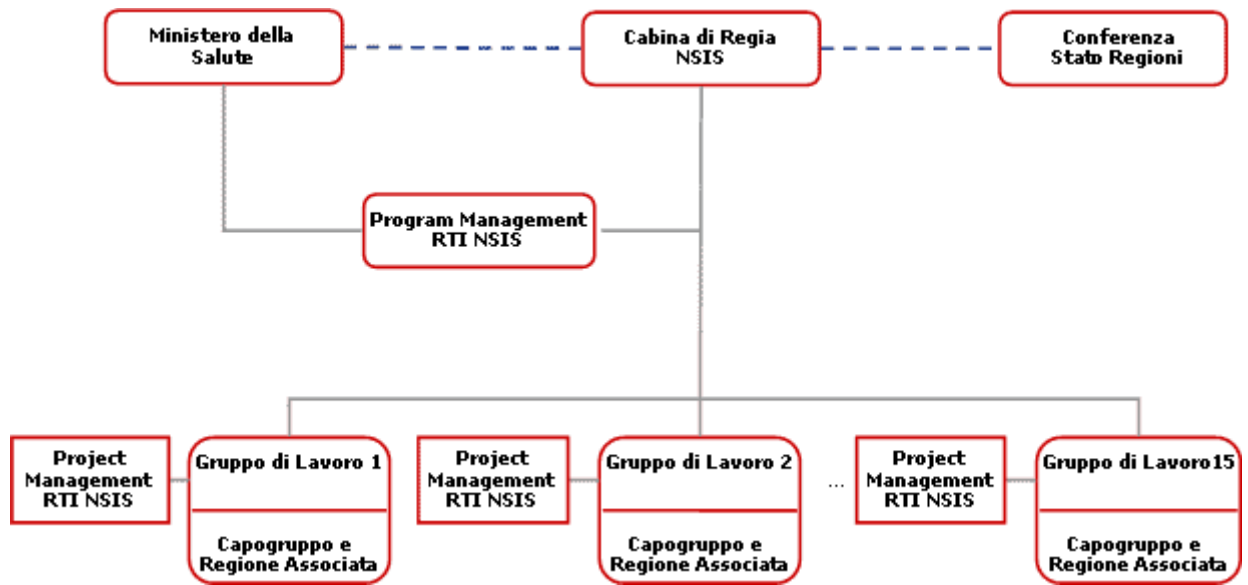 Ministero della
Salute
Cabina di Regia
NSIS
Conferenza
Stato Regioni
Program Management
RTI NSIS
Project
Management
RTI NSIS
Gruppo di Lavoro 1
Capogruppo e
Regione Associata
Project
Management
RTI NSIS
Gruppo di Lavoro 2
Capogruppo e
Regione Associata
...
Project
Management
RTI NSIS
Gruppo di Lavoro15
Capogruppo e
Regione Associata